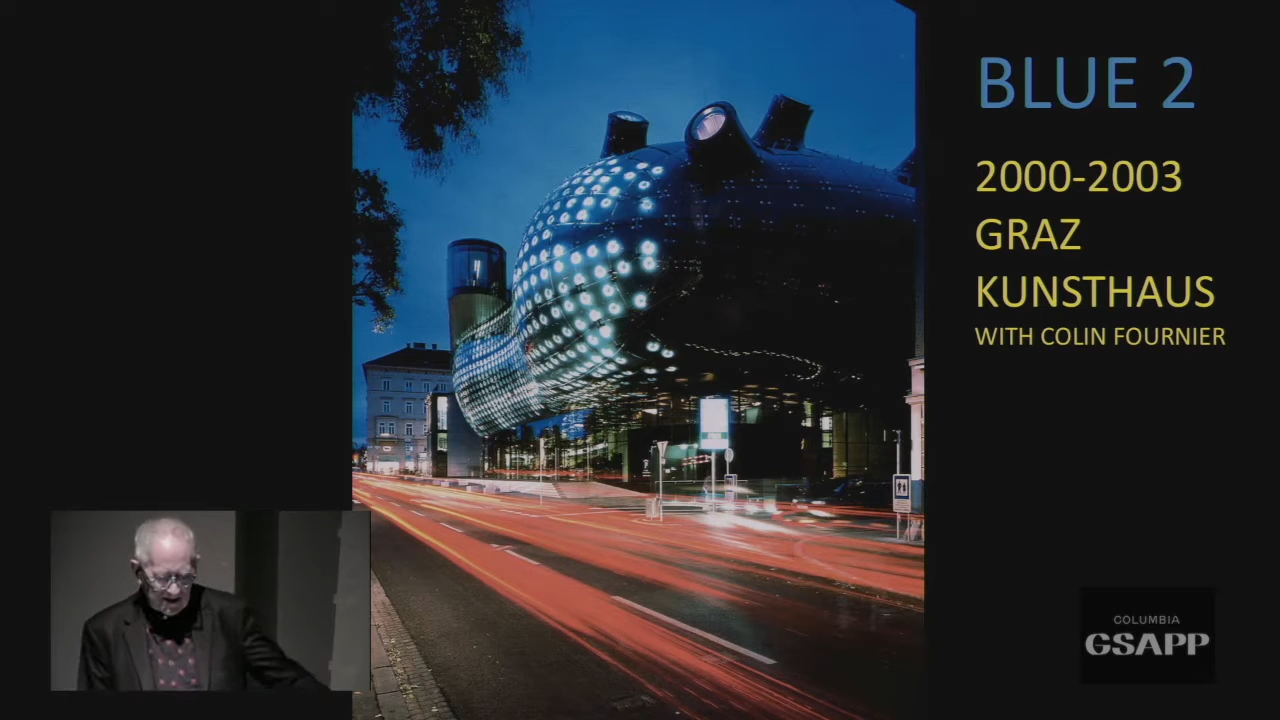 BLUE 2
2000-2003
GRAZ
KUNSTHAUS
WITH COLIN FOURNIER
COLUMBIA
GSAPP